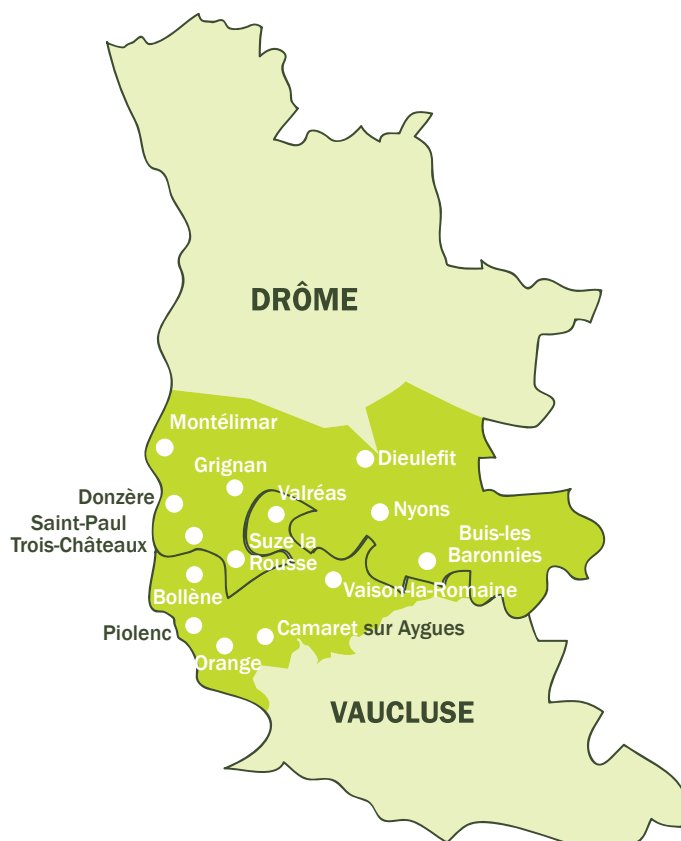 DRÔME
Montélimar
Dieulefit
Grignan
Valréas
Donzère
Nyons
Saint-Paul
Trois-Châteaux
Suze la
Rousse
Buis-les
Baronnies
Vaison-la-Romaine
Bollène
Piolenc
Camaret sur Aygues
Orange
VAUCLUSE